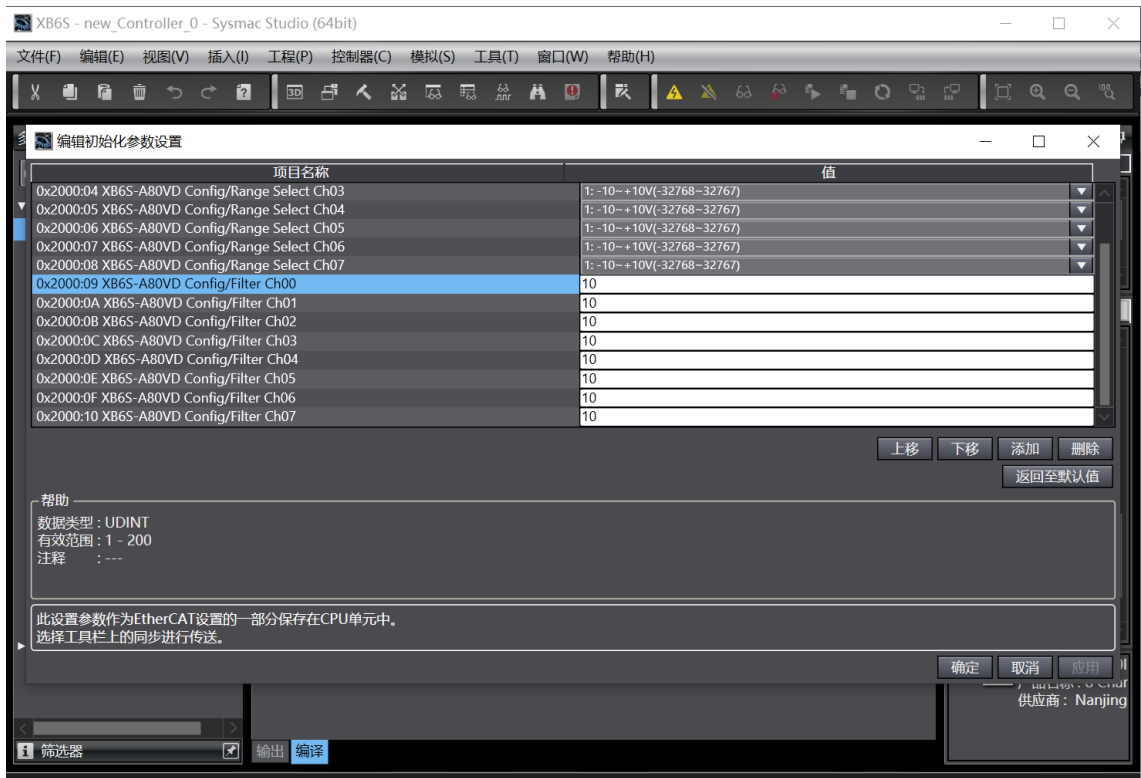 XB6S - new_Controller_0 - Sysmac Studio (64bit)
文件(F) 编辑(E) 视图(V) 插入(I) 工程(P) 控制器(C) 模拟(S) 工具(T) 窗口(W) 帮助(H)
编辑初始化参数设置
项目名称 值
0x2000:04 XB6S-A80VD Config/Range Select Ch03 1: -10~+10V(-32768~32767)
0x2000:05 XB6S-A80VD Config/Range Select Ch04 1: -10~+10V(-32768~32767)
0x2000:06 XB6S-A80VD Config/Range Select Ch05 1: -10~+10V(-32768~32767)
0x2000:07 XB6S-A80VD Config/Range Select Ch06 1: -10~+10V(-32768~32767)
0x2000:08 XB6S-A80VD Config/Range Select Ch07 1: -10~+10V(-32768~32767)
0x2000:09 XB6S-A80VD Config/Filter Ch00 10
0x2000:0A XB6S-A80VD Config/Filter Ch01 10
0x2000:0B XB6S-A80VD Config/Filter Ch02 10
0x2000:0C XB6S-A80VD Config/Filter Ch03 10
0x2000:0D XB6S-A80VD Config/Filter Ch04 10
0x2000:0E XB6S-A80VD Config/Filter Ch05 10
0x2000:0F XB6S-A80VD Config/Filter Ch06 10
0x2000:10 XB6S-A80VD Config/Filter Ch07 10
上移 下移 添加 删除
返回至默认值
帮助
数据类型 : UDINT
有效范围 : 1 - 200
注释 : ---
此设置参数作为EtherCAT设置的一部分保存在CPU单元中。
选择工具栏上的同步进行传送。
确定 取消 应用
供应商 : Nanjing
筛选器 输出 编译